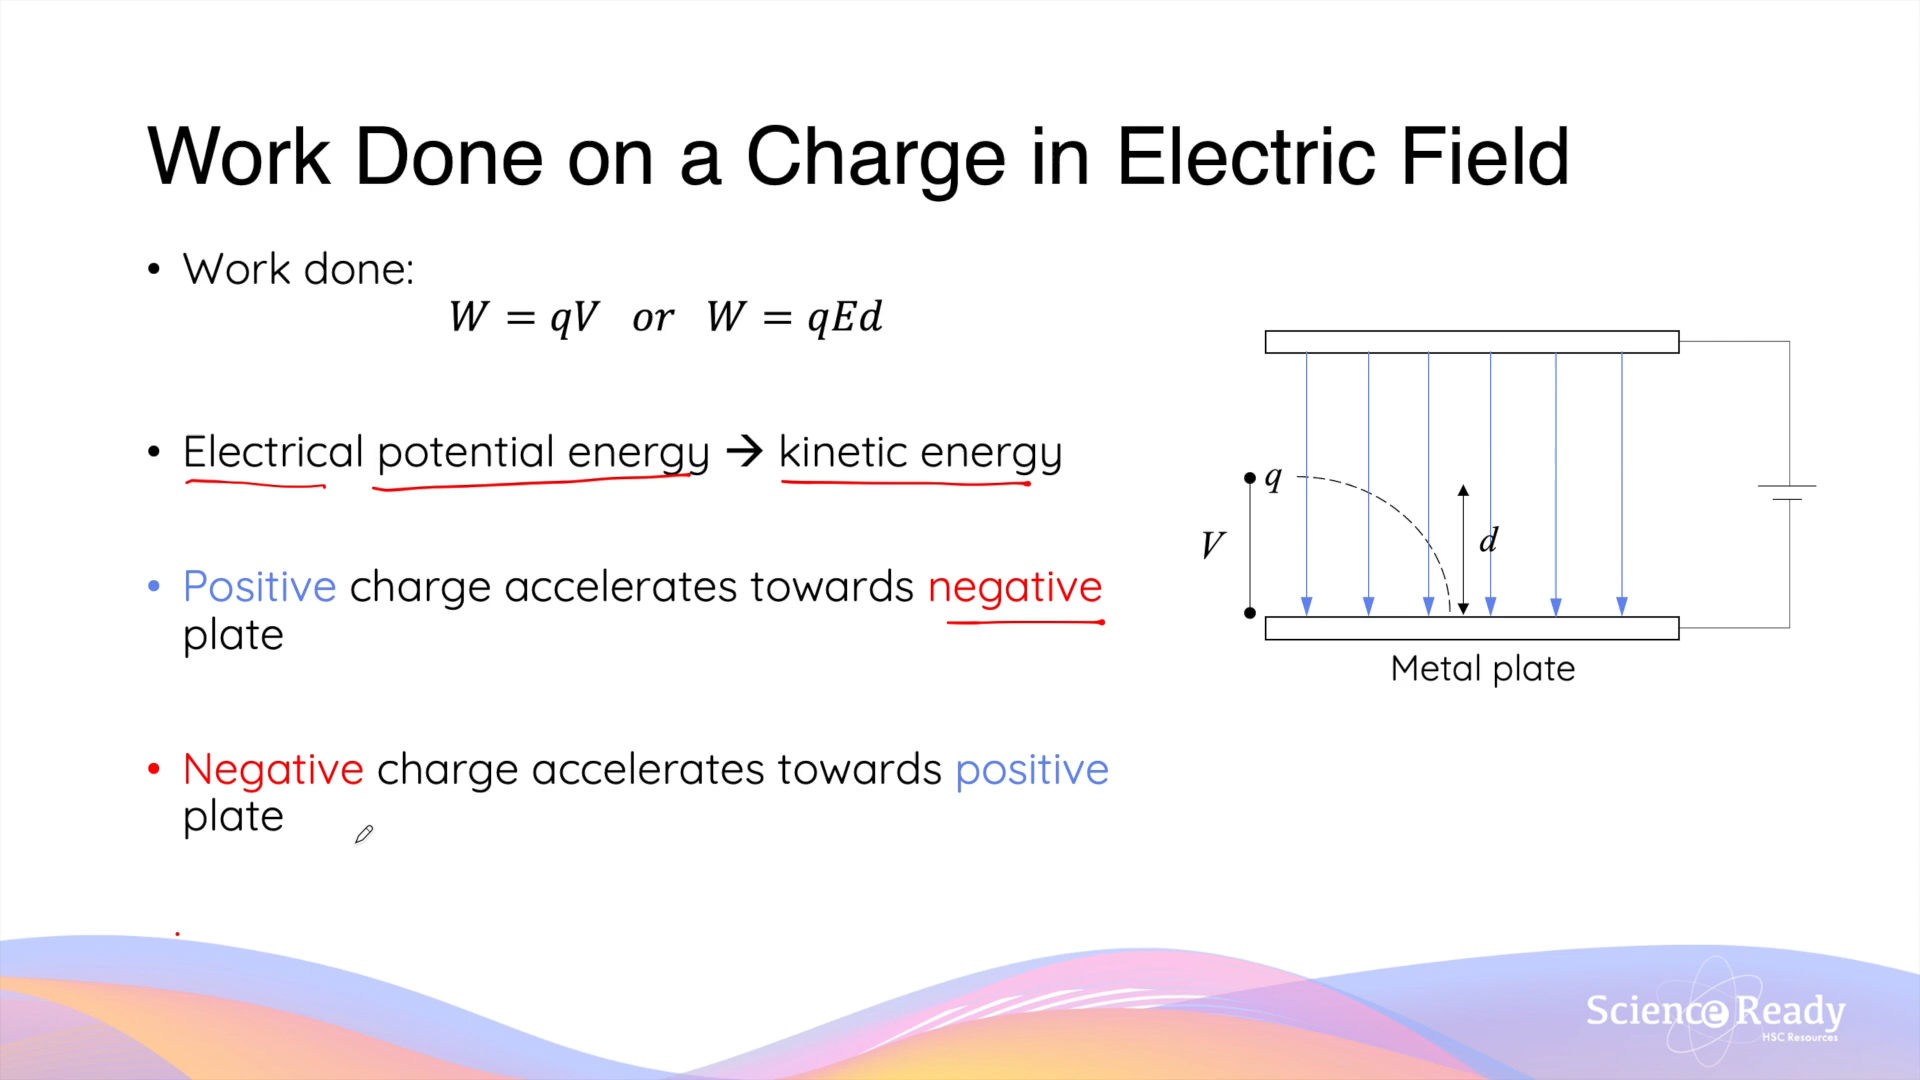 Work Done on a Charge in Electric Field
• Work done:
W = qV or W = qEd
• Electrical potential energy → kinetic energy
• Positive charge accelerates towards negative
plate
• Negative charge accelerates towards positive
plate
q
V
d
Metal plate
Science Ready
HSC Resources